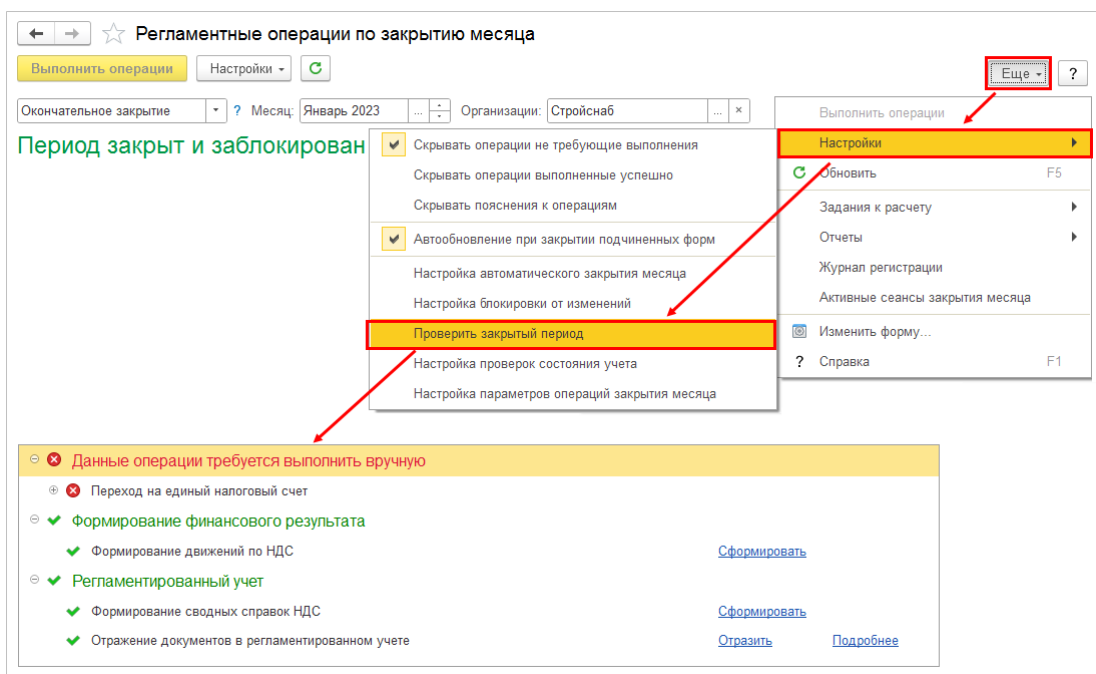 Регламентные операции по закрытию месяца
Выполнить операции Настройки Еще ?
Окончательное закрытие ? Месяц: Январь 2023 ... Организации: Стройснаб ... ×
Период закрыт и заблокирован
Скрывать операции не требующие выполнения
Скрывать операции выполненные успешно
Скрывать пояснения к операциям
Автообновление при закрытии подчиненных форм
Настройка автоматического закрытия месяца
Настройка блокировки от изменений
Проверить закрытый период
Настройка проверок состояния учета
Настройка параметров операций закрытия месяца
Выполнить операции
Настройки
Обновить F5
Задания к расчету
Отчеты
Журнал регистрации
Активные сеансы закрытия месяца
Изменить форму...
? Справка F1
Данные операции требуется выполнить вручную
Переход на единый налоговый счет
Формирование финансового результата
Формирование движений по НДС Сформировать
Регламентированный учет
Формирование сводных справок НДС Сформировать
Отражение документов в регламентированном учете Отразить Подробнее